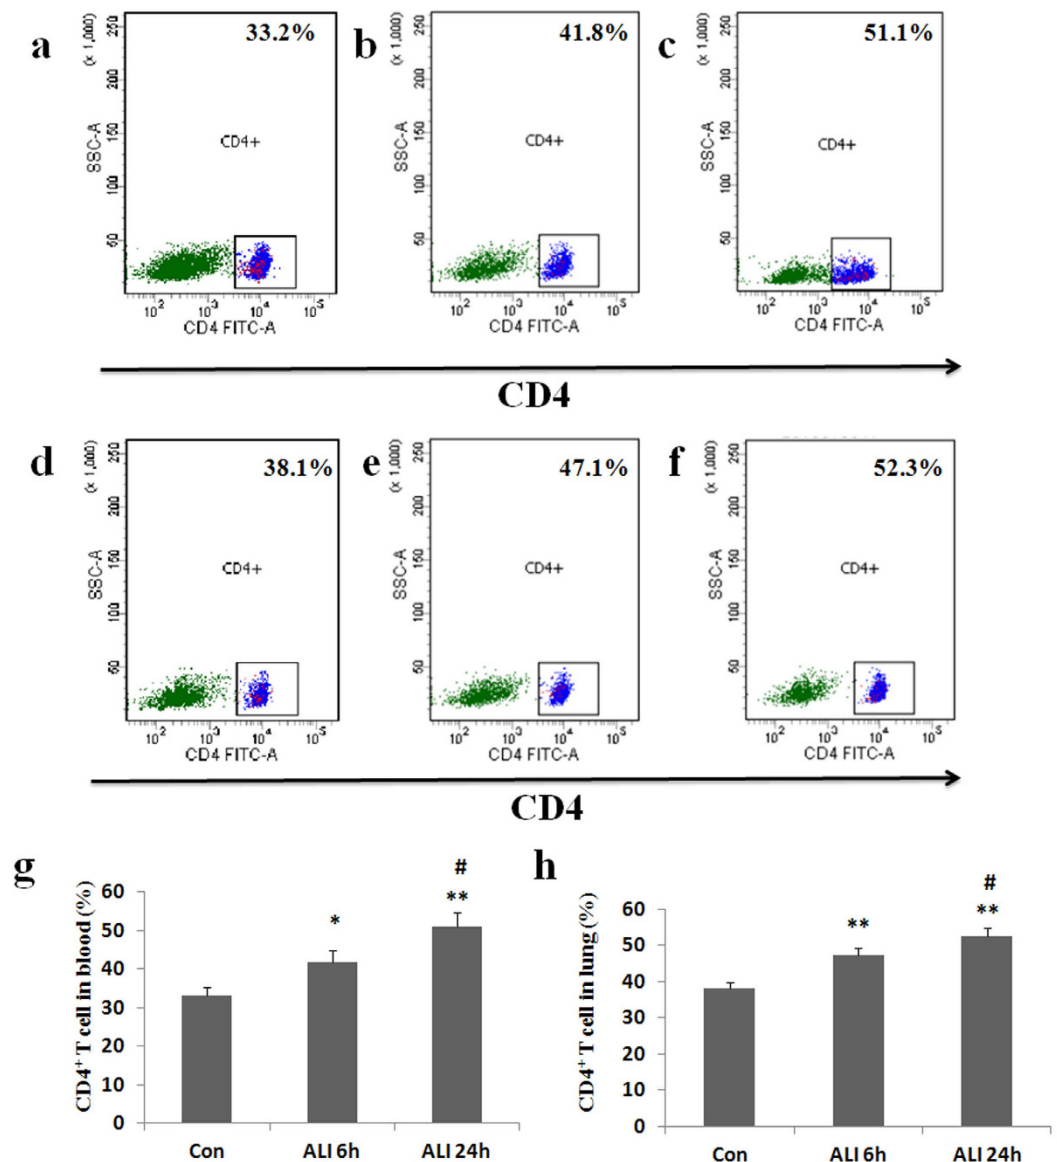 a
33.2%
(x 1,000)
250
200
150
100
50
SSC-A
CD4+
10² 10³ 10⁴ 10⁵
CD4 FITC-A
b
41.8%
(x 1,000)
250
200
150
100
50
SSC-A
CD4+
10² 10³ 10⁴ 10⁵
CD4 FITC-A
c
51.1%
(x 1,000)
250
200
150
100
50
SSC-A
CD4+
10² 10³ 10⁴ 10⁵
CD4 FITC-A
CD4
d
38.1%
(x 1,000)
250
200
150
100
50
SSC-A
CD4+
10² 10³ 10⁴ 10⁵
CD4 FITC-A
e
47.1%
(x 1,000)
250
200
150
100
50
SSC-A
CD4+
10² 10³ 10⁴ 10⁵
CD4 FITC-A
f
52.3%
(x 1,000)
250
200
150
100
50
SSC-A
CD4+
10² 10³ 10⁴ 10⁵
CD4 FITC-A
CD4
g
CD4⁺ T cell in blood (%)
60
50
40
30
20
10
0
*
#
**
Con ALI 6h ALI 24h
h
CD4⁺ T cell in lung (%)
60
50
40
30
20
10
0
**
#
**
Con ALI 6h ALI 24h